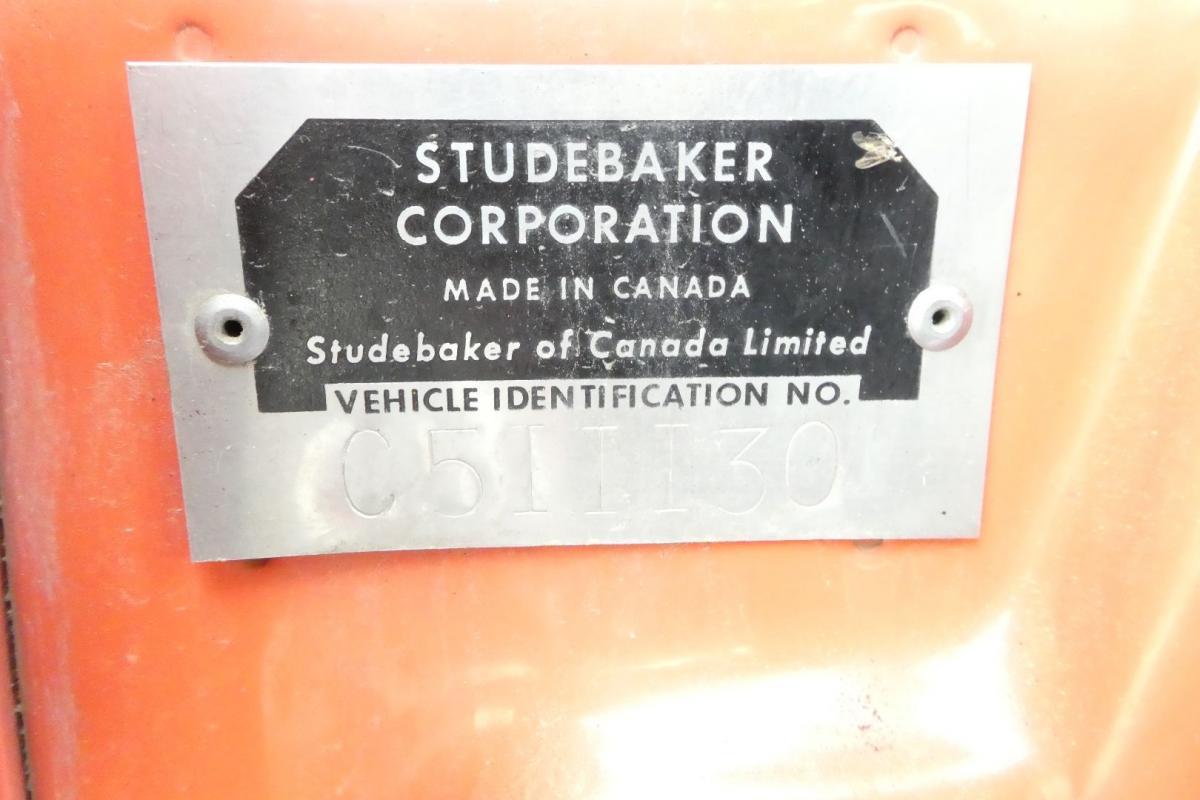 STUDEBAKER
CORPORATION
MADE IN CANADA
Studebaker of Canada Limited
VEHICLE IDENTIFICATION NO.
C511130